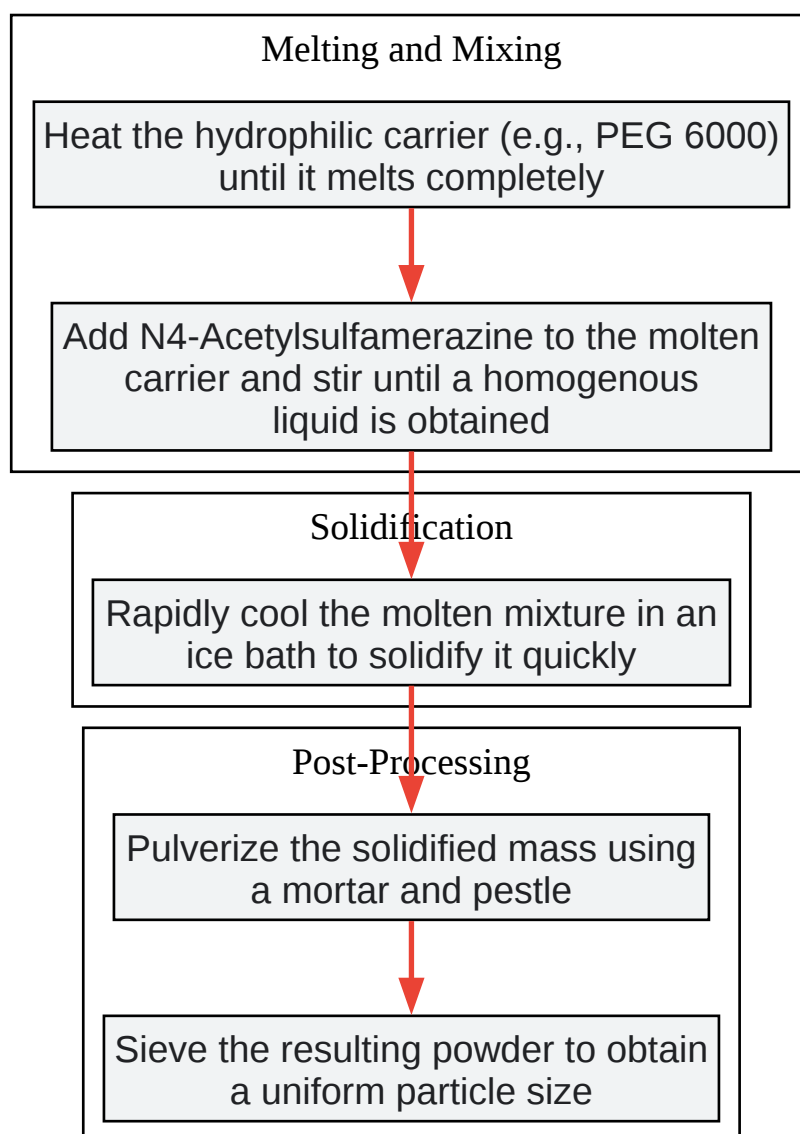 Melting and Mixing
Heat the hydrophilic carrier (e.g., PEG 6000)
until it melts completely
Add N4-Acetylsulfamerazine to the molten
carrier and stir until a homogenous
liquid is obtained
Solidification
Rapidly cool the molten mixture in an
ice bath to solidify it quickly
Post-Processing
Pulverize the solidified mass using
a mortar and pestle
Sieve the resulting powder to obtain
a uniform particle size